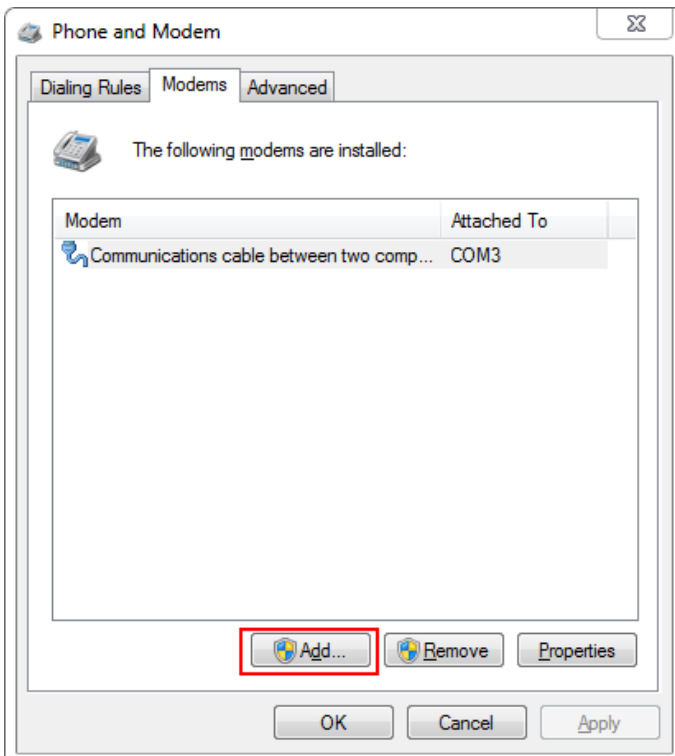 Phone and Modem
Dialing Rules Modems Advanced
The following modems are installed:
Modem Attached To
Communications cable between two comp... COM3
Add... Remove Properties
OK Cancel Apply